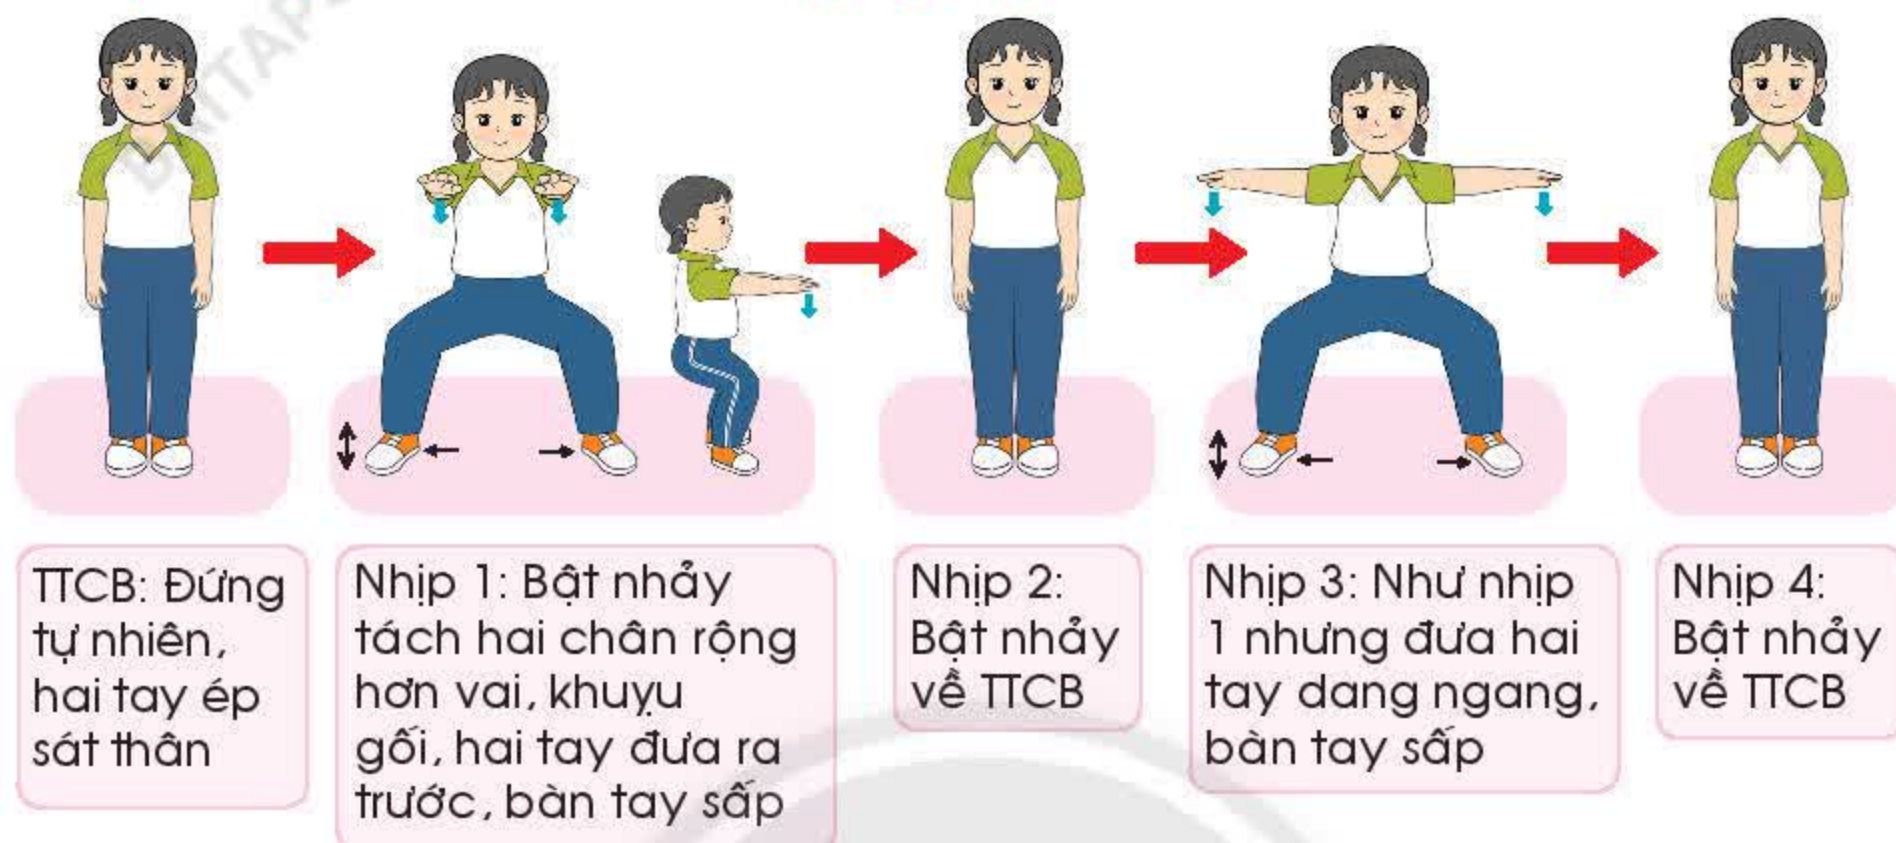 TTCB: Đứng
tự nhiên,
hai tay ép
sát thân
Nhịp 1: Bật nhảy
tách hai chân rộng
hơn vai, khuỵu
gối, hai tay đưa ra
trước, bàn tay sấp
Nhịp 2:
Bật nhảy
về TTCB
Nhịp 3: Như nhịp
1 nhưng đưa hai
tay dang ngang,
bàn tay sấp
Nhịp 4:
Bật nhảy
về TTCB